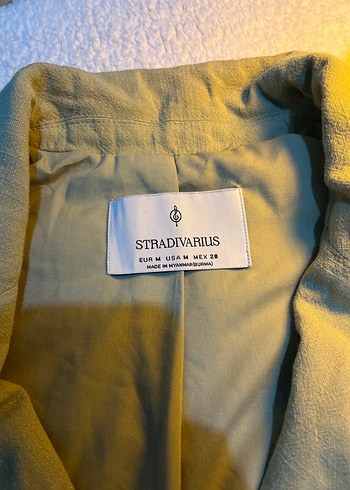 STRADIVARIUS
EUR M USA M MEX 28
MADE IN MYANMAR(BURMA)